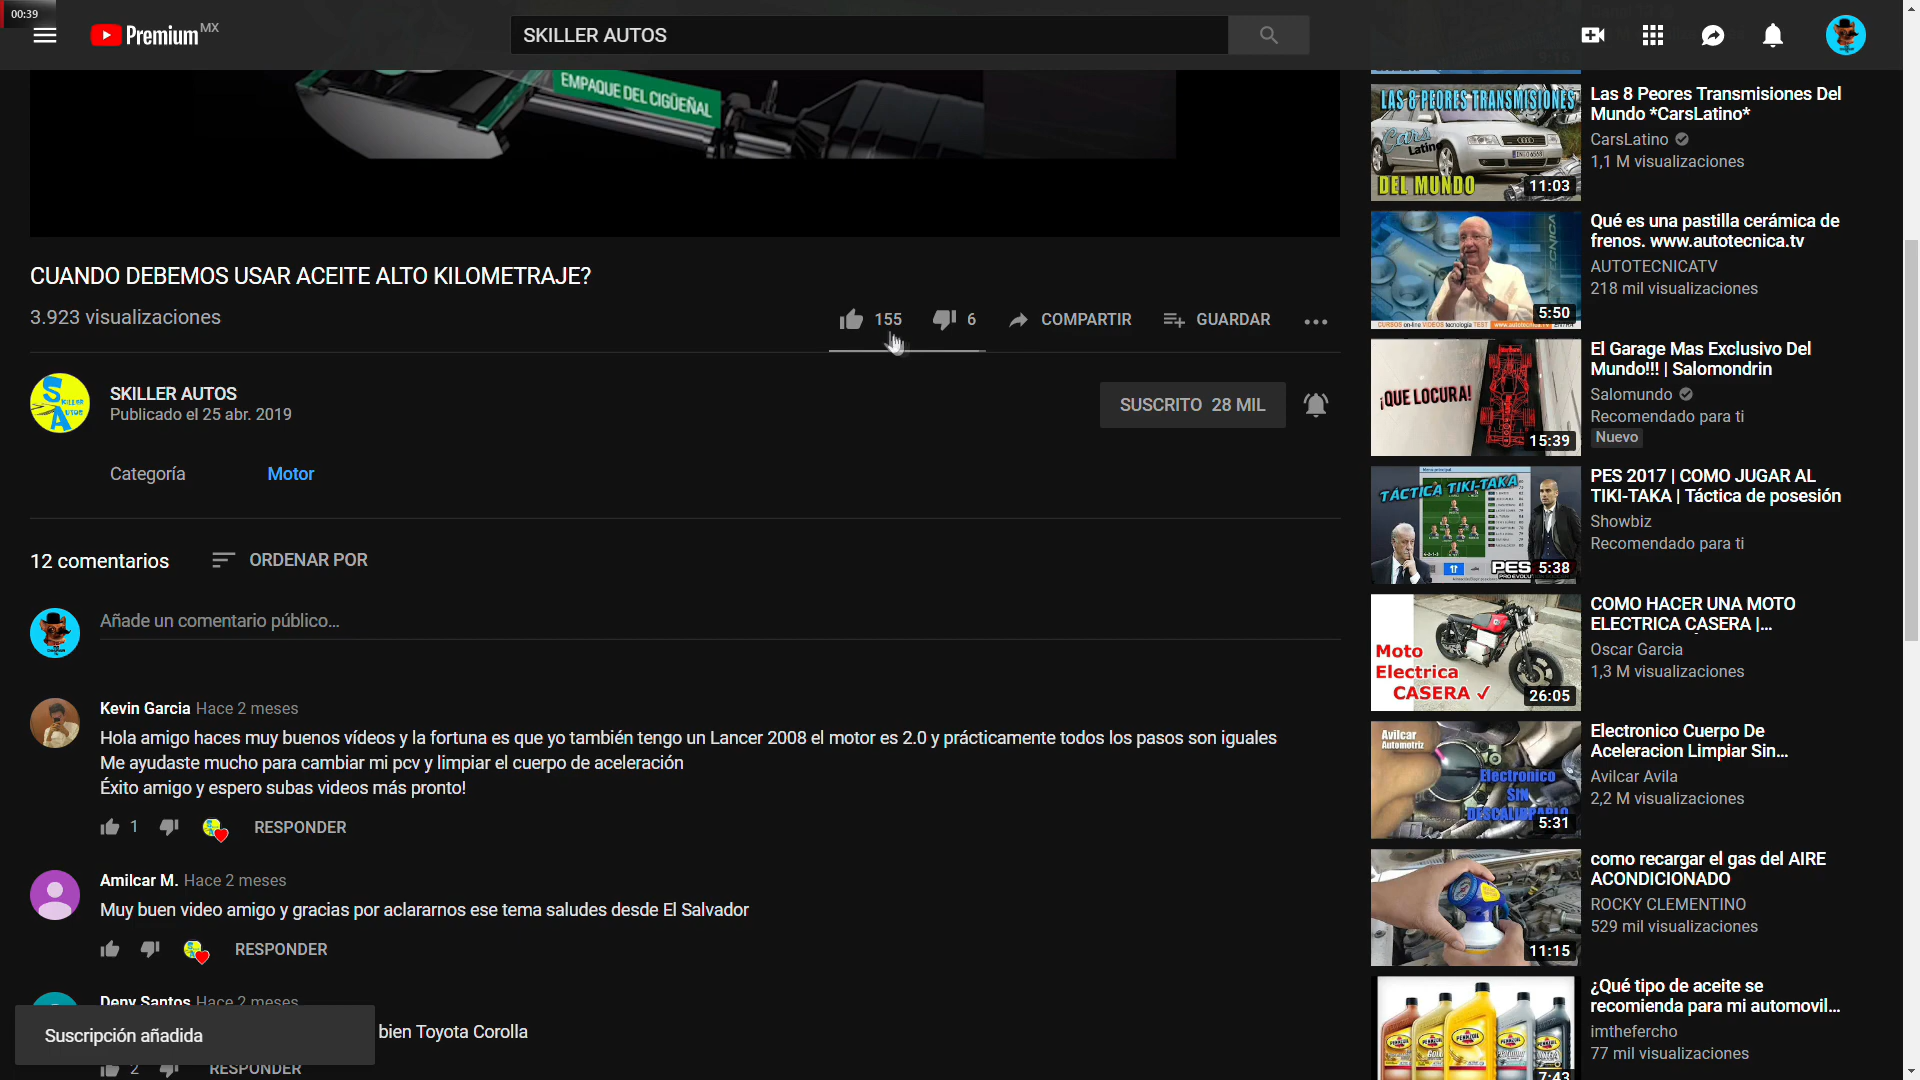 00:39
Premium MX
SKILLER AUTOS
EMPAQUE DEL CIGÜEÑAL
CUANDO DEBEMOS USAR ACEITE ALTO KILOMETRAJE?
3.923 visualizaciones
155
6
COMPARTIR
GUARDAR
SKILLER AUTOS
Publicado el 25 abr. 2019
SUSCRITO 28 MIL
Categoría
Motor
12 comentarios
ORDENAR POR
Añade un comentario público...
Kevin Garcia Hace 2 meses
Hola amigo haces muy buenos vídeos y la fortuna es que yo también tengo un Lancer 2008 el motor es 2.0 y prácticamente todos los pasos son iguales
Me ayudaste mucho para cambiar mi pcv y limpiar el cuerpo de aceleración
Éxito amigo y espero subas videos más pronto!
1
RESPONDER
Amilcar M. Hace 2 meses
Muy buen video amigo y gracias por aclararnos ese tema saludes desde El Salvador
RESPONDER
Deny Santos Hace 2 meses
bien Toyota Corolla
2
RESPONDER
Suscripción añadida
LAS 8 PEORES TRANSMISIONES
Cars
Latino
DEL MUNDO
11:03
Las 8 Peores Transmisiones Del
Mundo *CarsLatino*
CarsLatino
1,1 M visualizaciones
5:50
Qué es una pastilla cerámica de
frenos. www.autotecnica.tv
AUTOTECNICATV
218 mil visualizaciones
¡QUE LOCURA!
15:39
El Garage Mas Exclusivo Del
Mundo!!! | Salomondrin
Salomundo
Recomendado para ti
Nuevo
TÁCTICA TIKI-TAKA
PES
5:38
PES 2017 | COMO JUGAR AL
TIKI-TAKA | Táctica de posesión
Showbiz
Recomendado para ti
Moto
Electrica
CASERA ✓
26:05
COMO HACER UNA MOTO
ELECTRICA CASERA |...
Oscar Garcia
1,3 M visualizaciones
Avilcar
Automotriz
Electronico
SIN
DESCALIBRARLO
5:31
Electronico Cuerpo De
Aceleracion Limpiar Sin...
Avilcar Avila
2,2 M visualizaciones
11:15
como recargar el gas del AIRE
ACONDICIONADO
ROCKY CLEMENTINO
529 mil visualizaciones
7:43
¿Qué tipo de aceite se
recomienda para mi automovil...
imthefercho
77 mil visualizaciones